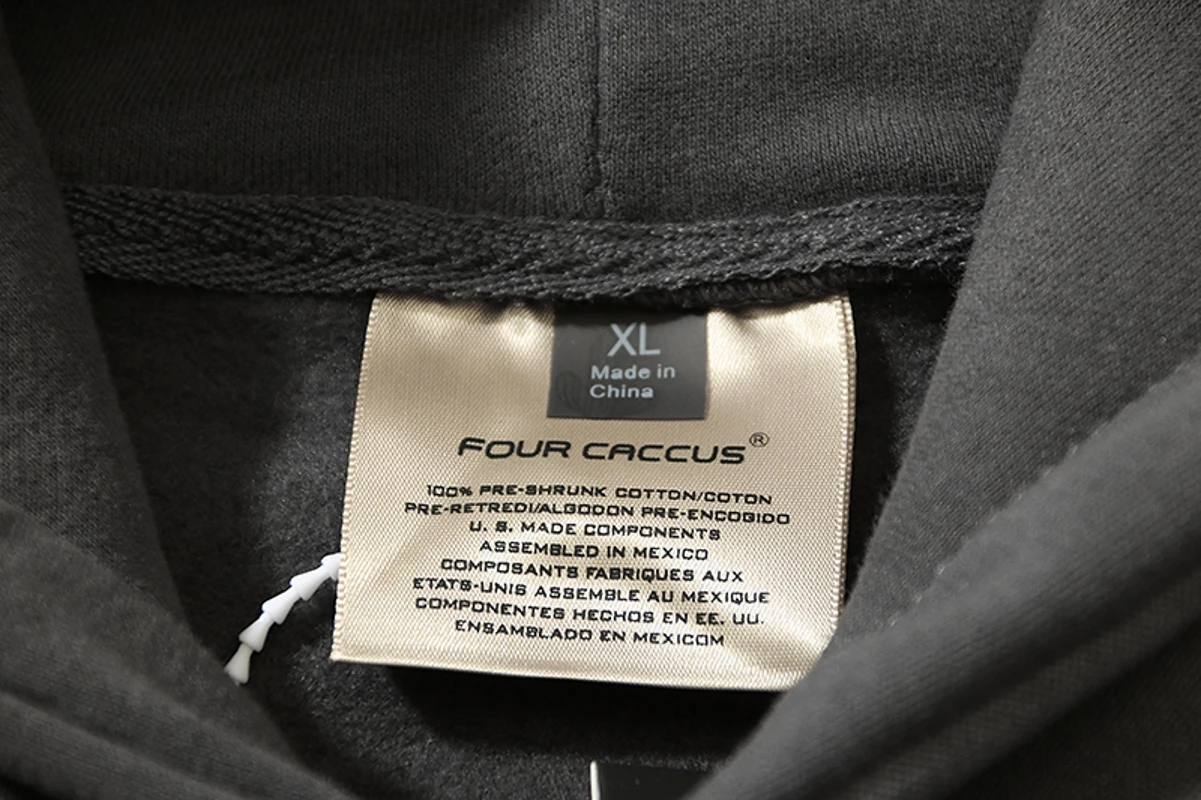 XL
Made in
China
FOUR CACCUS®
100% PRE-SHRUNK COTTON/COTON
PRE-RETREDI/ALGODON PRE-ENCOGIDO
U. S. MADE COMPONENTS
ASSEMBLED IN MEXICO
COMPOSANTS FABRIQUES AUX
ETATS-UNIS ASSEMBLE AU MEXIQUE
COMPONENTES HECHOS EN EE. UU.
ENSAMBLADO EN MEXICOM